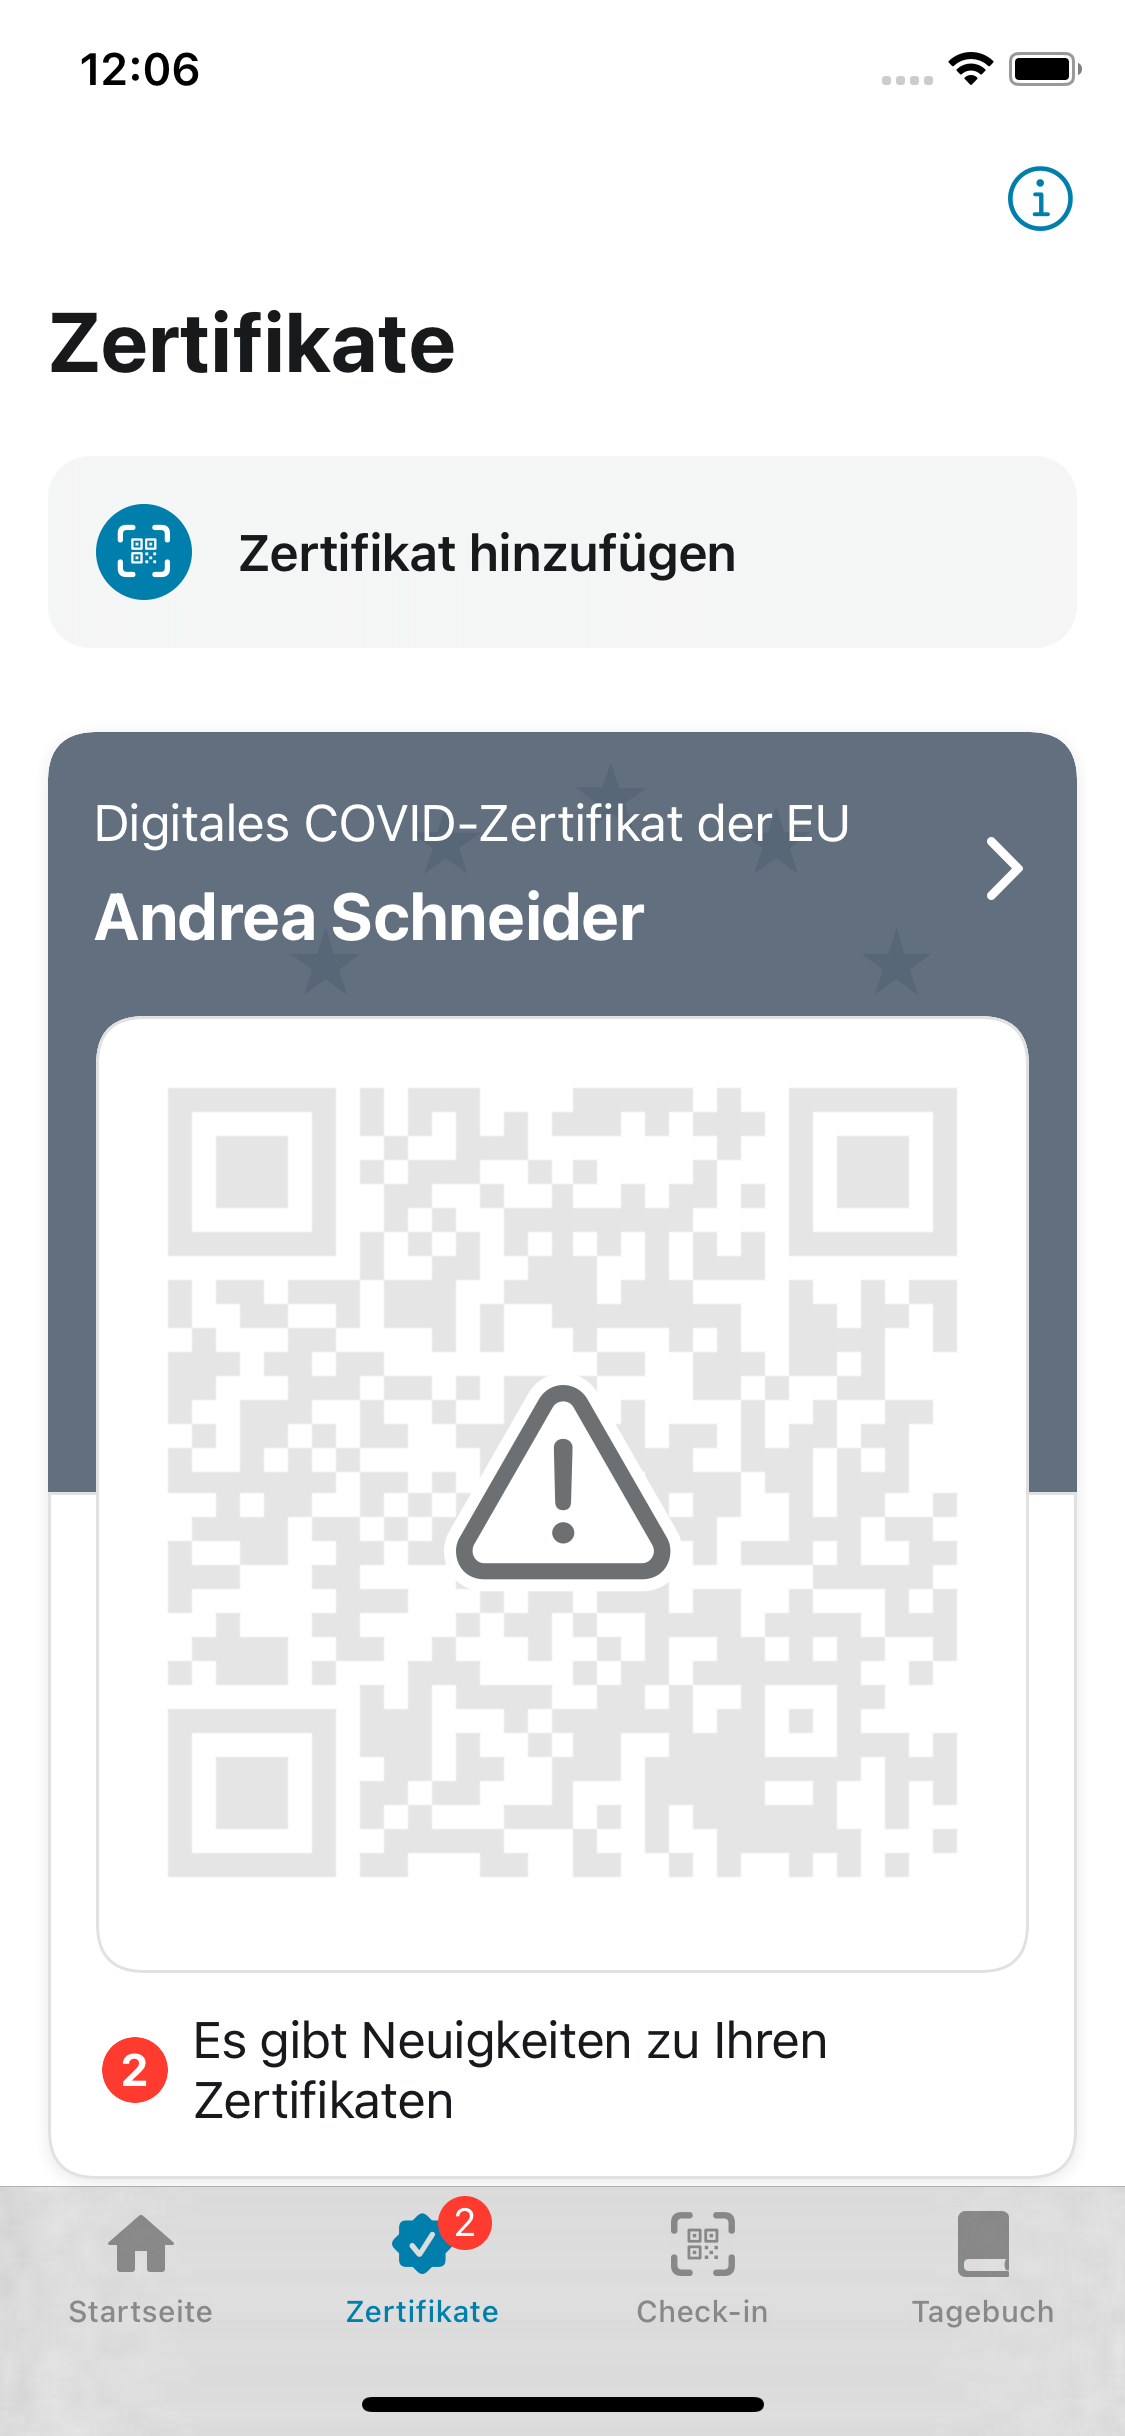 12:06
Zertifikate
Zertifikat hinzufügen
Digitales COVID-Zertifikat der EU
Andrea Schneider
2
Es gibt Neuigkeiten zu Ihren
Zertifikaten
2
Startseite
Zertifikate
Check-in
Tagebuch